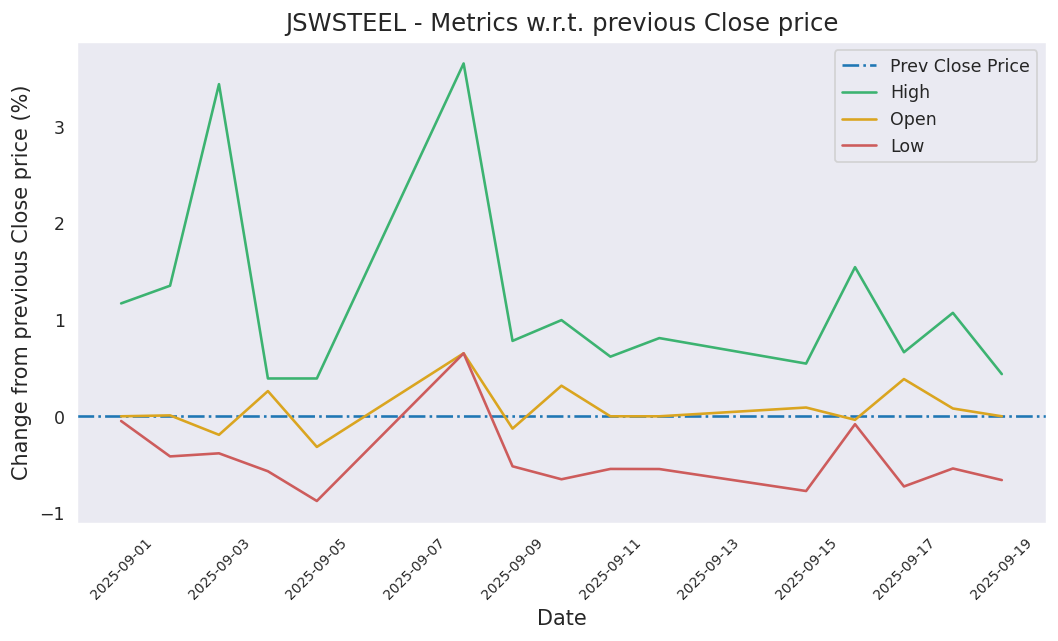 JSWSTEEL - Metrics w.r.t. previous Close price
Change from previous Close price (%)
Prev Close Price
High
Open
Low
3
2
1
0
−1
2025-09-01
2025-09-03
2025-09-05
2025-09-07
2025-09-09
2025-09-11
2025-09-13
2025-09-15
2025-09-17
2025-09-19
Date